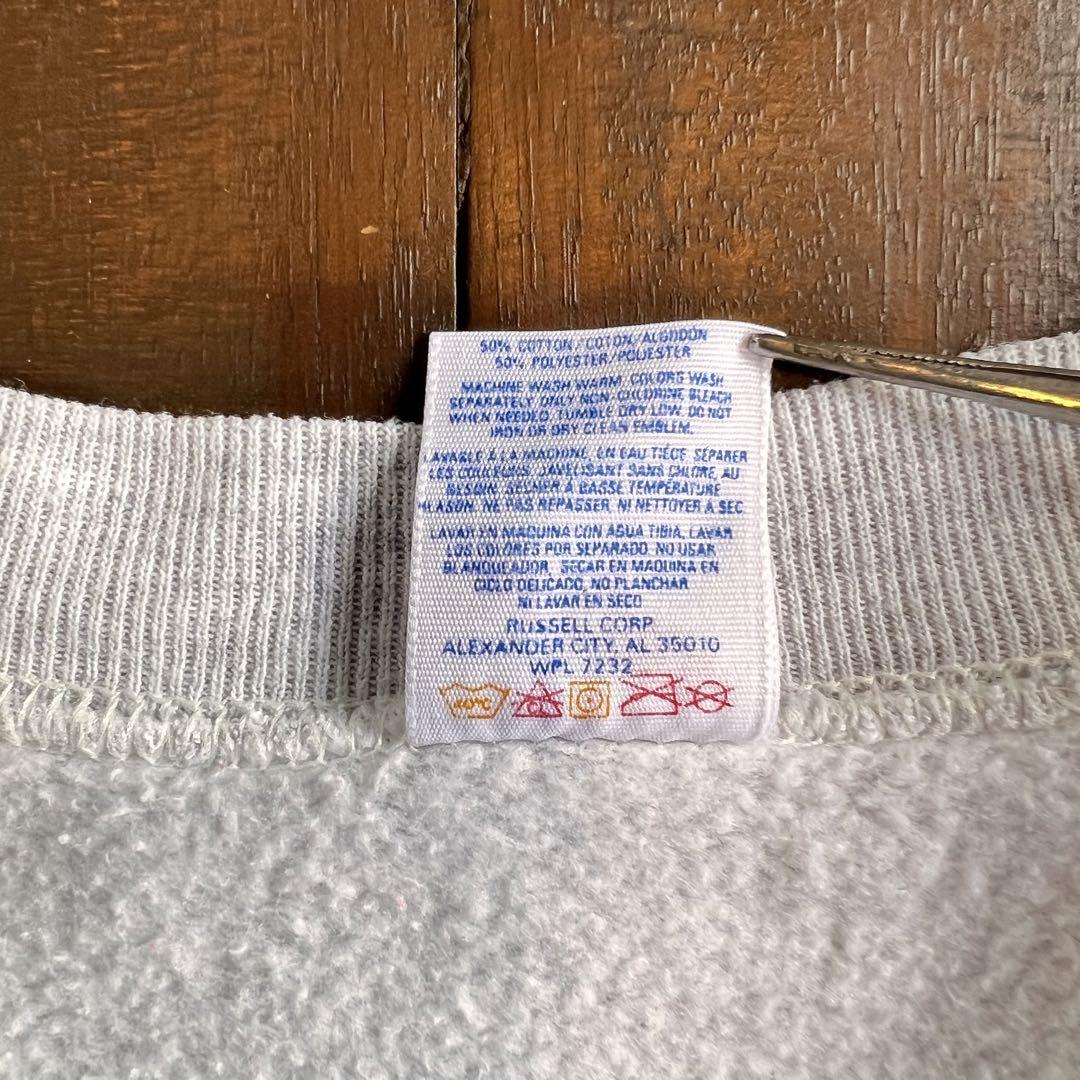 50% COTTON/COTON/ALGODÓN
50% POLYESTER/POLIESTER
MACHINE WASH WARM, COLORS WASH
SEPARATELY, ONLY NON-CHLORINE BLEACH
WHEN NEEDED, TUMBLE DRY LOW, DO NOT
IRON OR DRY CLEAN EMBLEM.
LAVABLE À LA MACHINE, EN EAU TIÉDE, SÉPARER
LES COULEURS, JAVELISANT SANS CHLORE, AU
BESOIN, SÉCHER À BASSE TEMPÉRATURE
NE PAS REPASSER, NI NETTOYER A SEC
LAVAR EN MAQUINA CON AGUA TIBIA, LAVAR
LOS COLORES POR SEPARADO, NO USAR
BLANQUEADOR, SECAR EN MAQUINA EN
CICLO DELICADO, NO PLANCHAR
NI LAVAR EN SECO
RUSSELL CORP.
ALEXANDER CITY, AL 35010
WPL 7232
40°C